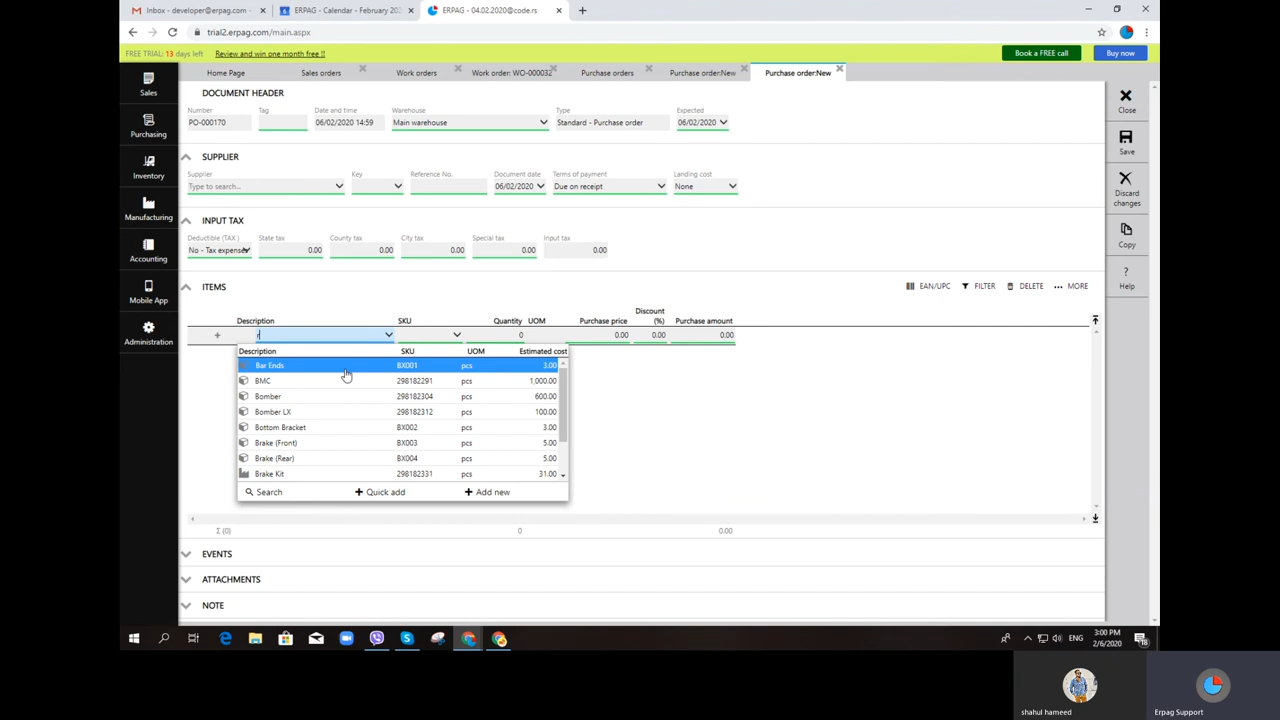 Inbox - developer@erpag.com
ERPAG - Calendar - February 202
ERPAG - 04.02.2020@code.rs
trial2.erpag.com/main.aspx
FREE TRIAL: 13 days left
Review and win one month free !!
Book a FREE call
Buy now
Home Page
Sales orders
Work orders
Work order: WO-000032
Purchase orders
Purchase order:New
Purchase order:New
Sales
Purchasing
Inventory
Manufacturing
Accounting
Mobile App
Administration
DOCUMENT HEADER
Number
Tag
Date and time
Warehouse
Type
Expected
PO-000170
06/02/2020 14:59
Main warehouse
Standard - Purchase order
06/02/2020
SUPPLIER
Supplier
Key
Reference No.
Document date
Terms of payment
Landing cost
Type to search...
06/02/2020
Due on receipt
None
INPUT TAX
Deductible (TAX )
State tax
County tax
City tax
Special tax
Input tax
No - Tax expense
0.00
0.00
0.00
0.00
0.00
ITEMS
EAN/UPC
FILTER
DELETE
MORE
Description
SKU
Quantity
UOM
Purchase price
Discount (%)
Purchase amount
r
0
0.00
0.00
0.00
Description SKU UOM Estimated cost
Bar Ends BX001 pcs 3.00
BMC 298182291 pcs 1,000.00
Bomber 298182304 pcs 600.00
Bomber LX 298182312 pcs 100.00
Bottom Bracket BX002 pcs 3.00
Brake (Front) BX003 pcs 5.00
Brake (Rear) BX004 pcs 5.00
Brake Kit 298182331 pcs 31.00
Search
Quick add
Add new
Σ (0)
0
0.00
EVENTS
ATTACHMENTS
NOTE
Close
Save
Discard changes
Copy
? Help
ENG
3:00 PM
2/6/2020
18
shahul hameed
Erpag Support